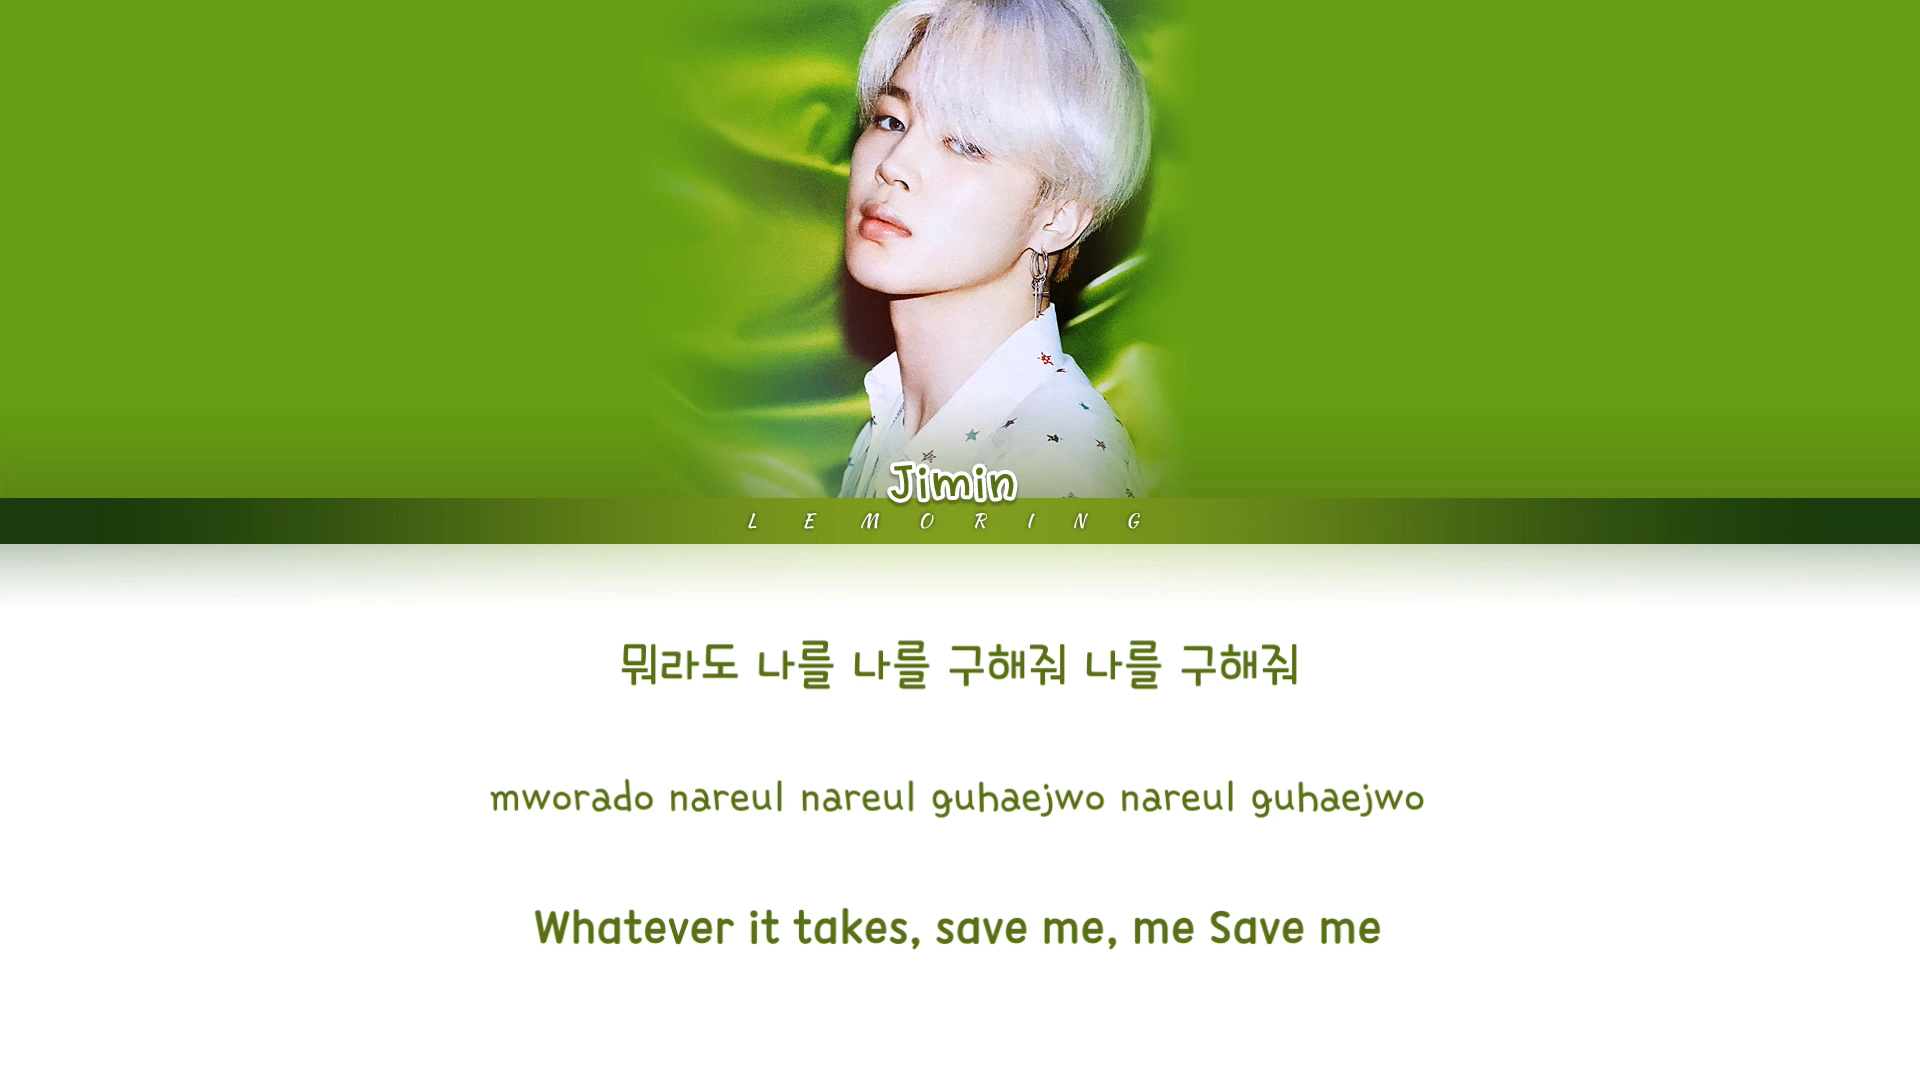 Jimin
LEMORING
뭐라도 나를 나를 구해줘 나를 구해줘
mworado nareul nareul guhaejwo nareul guhaejwo
Whatever it takes, save me, me Save me